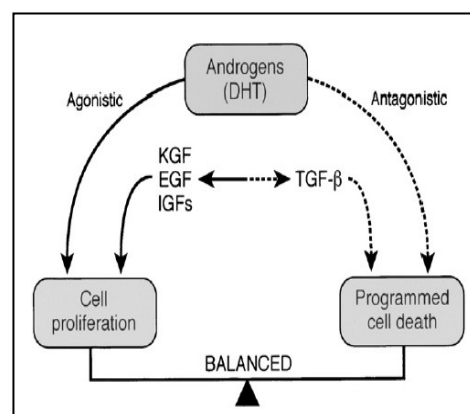 Androgens
(DHT)
Agonistic
Antagonistic
KGF
EGF
IGFs
TGF-β
Cell
proliferation
Programmed
cell death
BALANCED